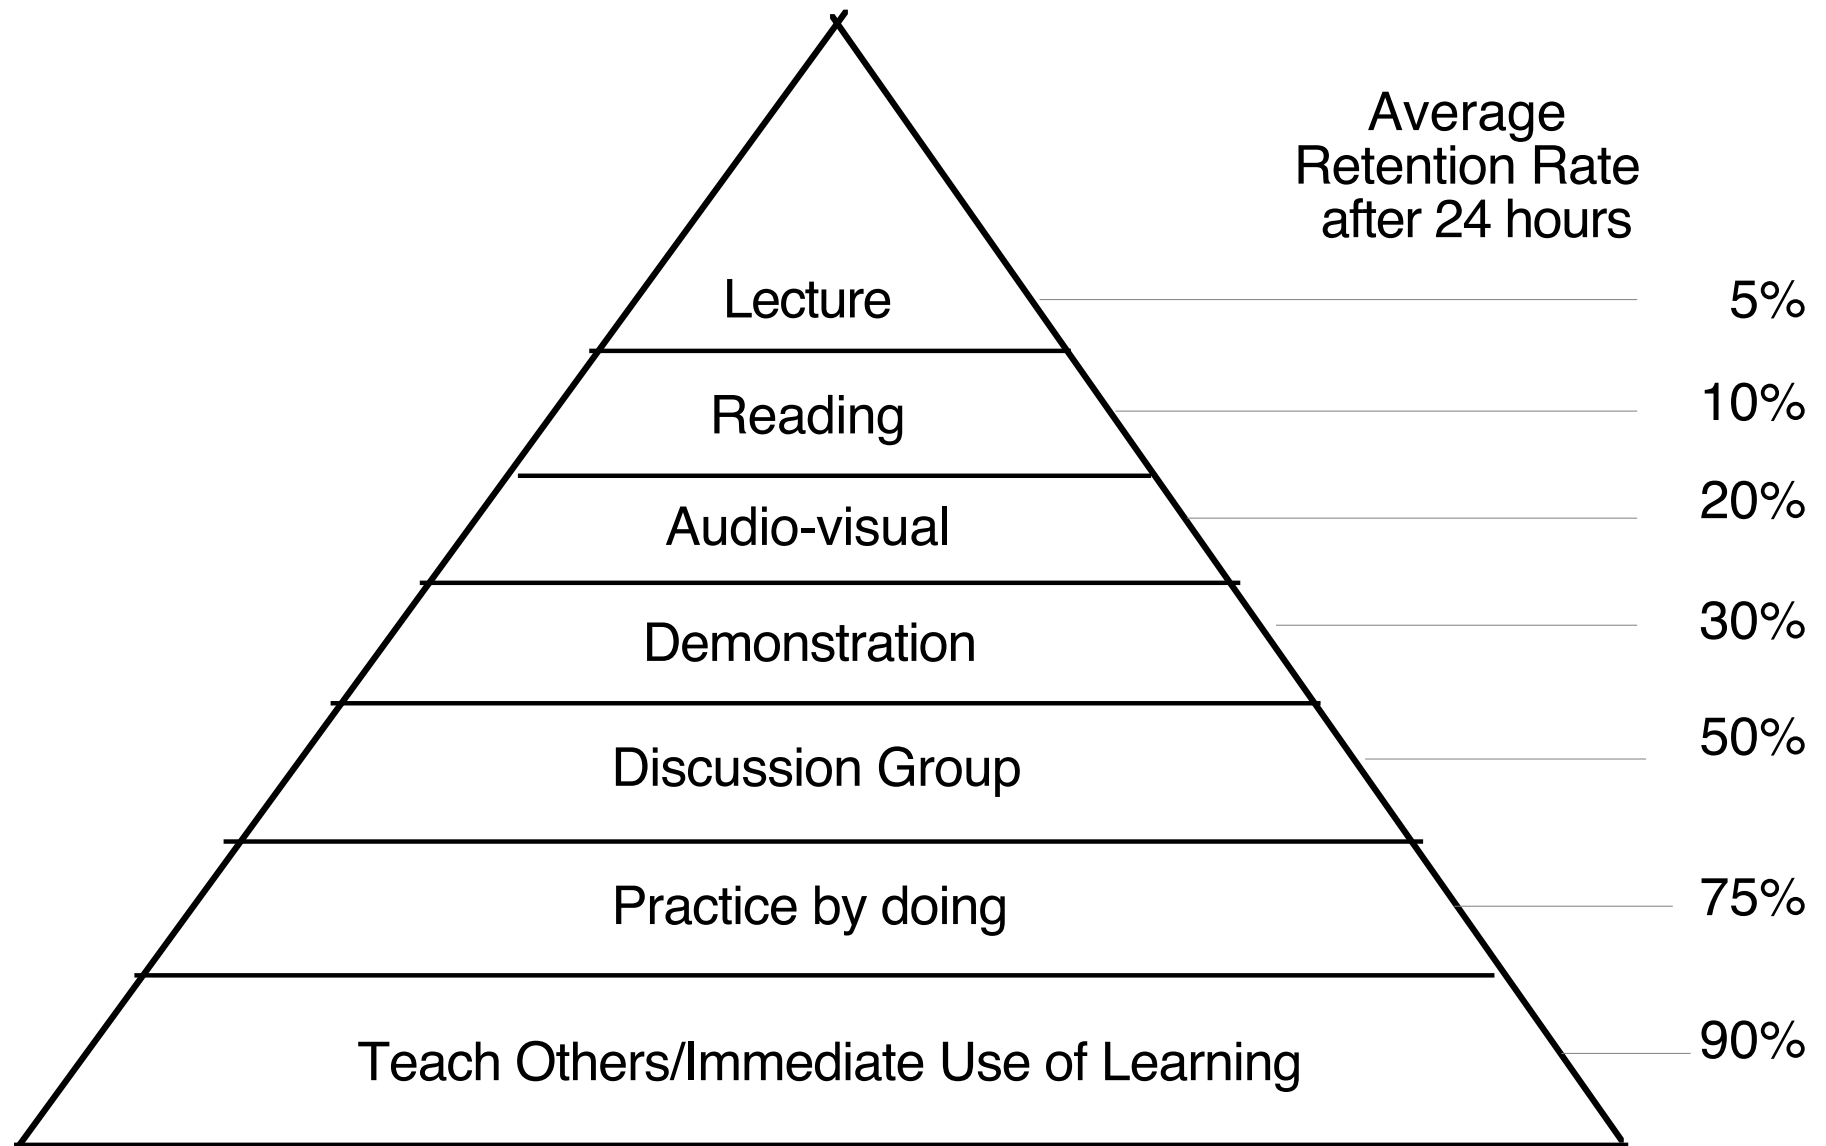 Average
Retention Rate
after 24 hours
Lecture 5%
Reading 10%
Audio-visual 20%
Demonstration 30%
Discussion Group 50%
Practice by doing 75%
Teach Others/Immediate Use of Learning 90%